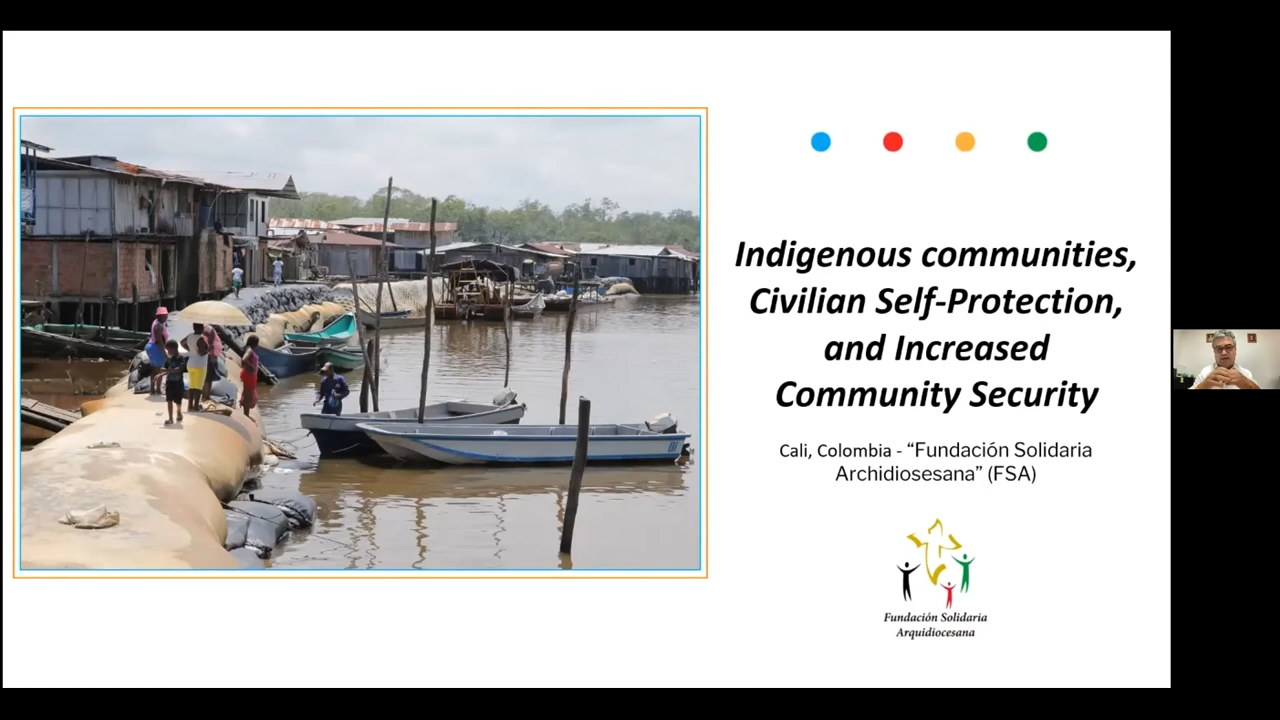 Indigenous communities,
Civilian Self-Protection,
and Increased
Community Security
Cali, Colombia - “Fundación Solidaria
Archidiosesana” (FSA)
Fundación Solidaria
Arquidiocesana